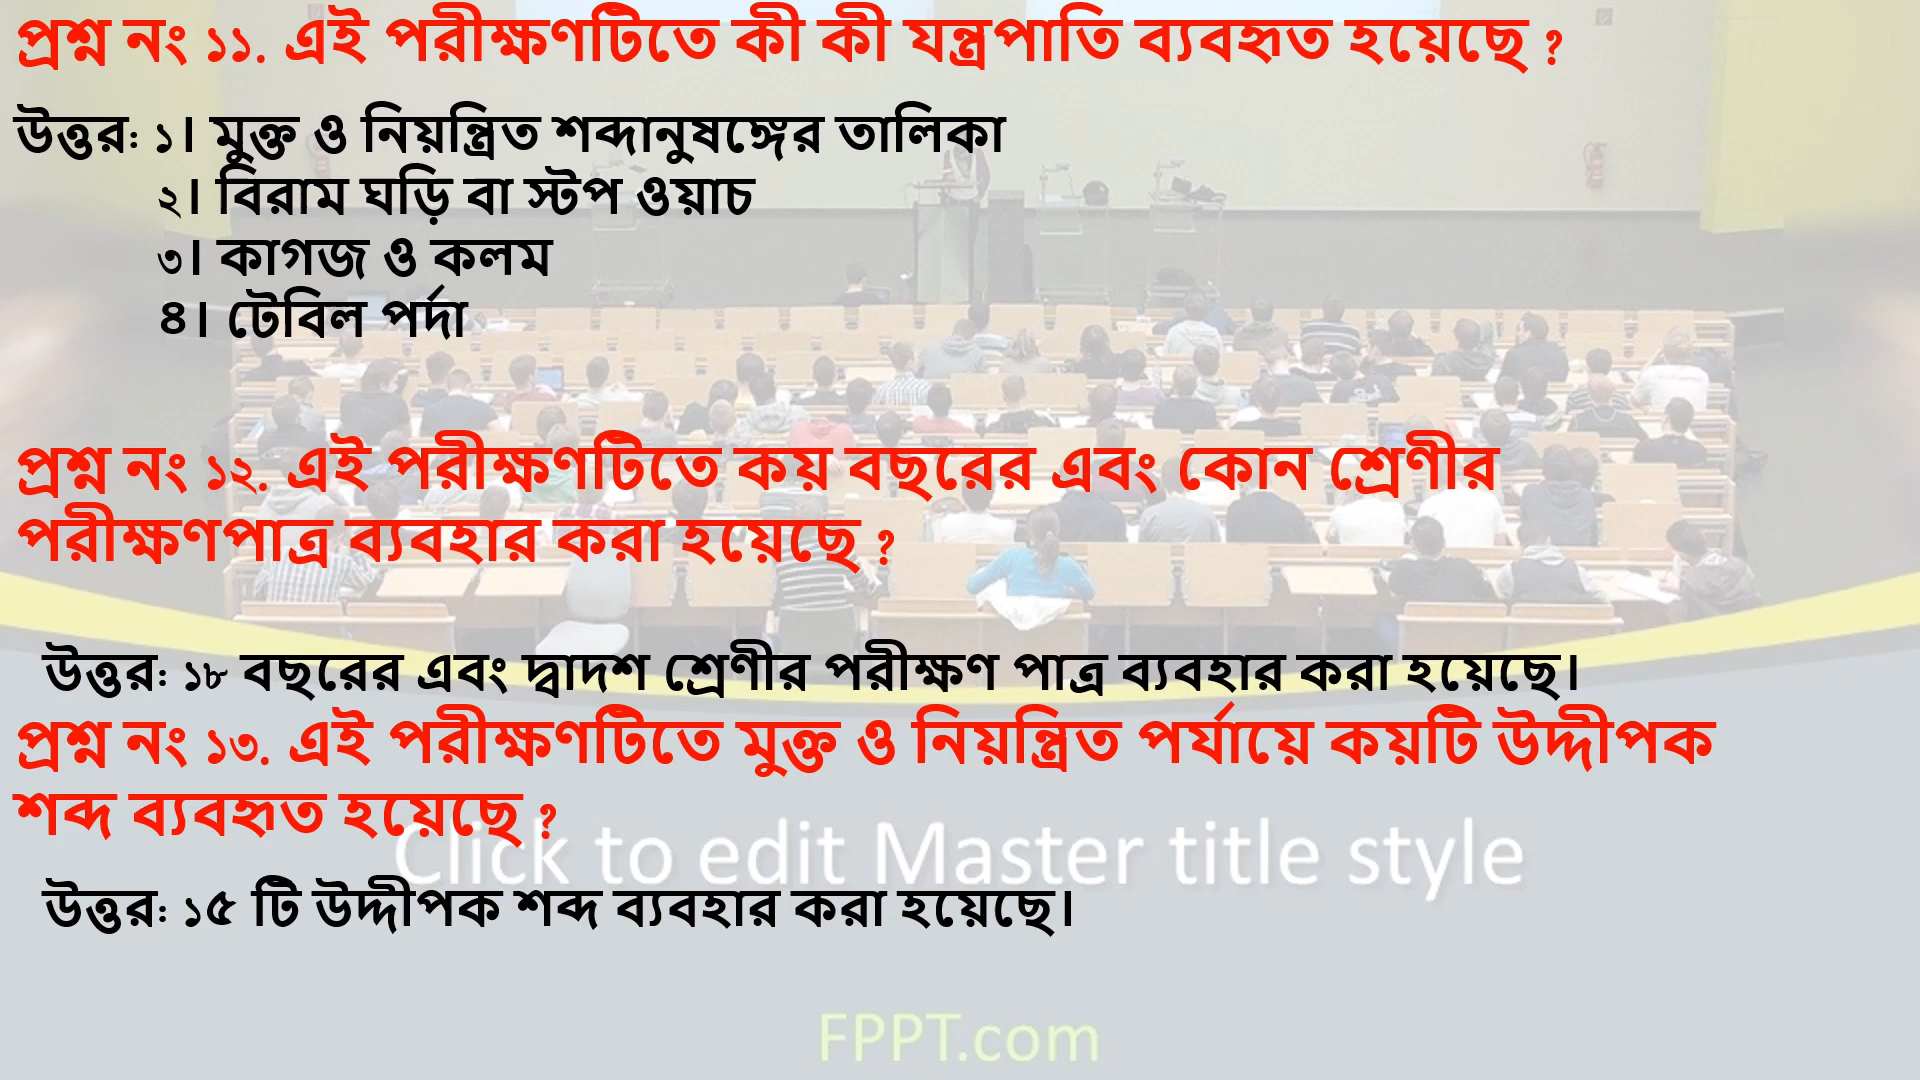 প্রশ্ন নং ১১. এই পরীক্ষণটিতে কী কী যন্ত্রপাতি ব্যবহৃত হয়েছে ?
উত্তরঃ ১। মুক্ত ও নিয়ন্ত্রিত শব্দানুষঙ্গের তালিকা
২। বিরাম ঘড়ি বা স্টপ ওয়াচ
৩। কাগজ ও কলম
৪। টেবিল পর্দা
প্রশ্ন নং ১২. এই পরীক্ষণটিতে কয় বছরের এবং কোন শ্রেণীর
পরীক্ষণপাত্র ব্যবহার করা হয়েছে ?
উত্তরঃ ১৮ বছরের এবং দ্বাদশ শ্রেণীর পরীক্ষণ পাত্র ব্যবহার করা হয়েছে।
প্রশ্ন নং ১৩. এই পরীক্ষণটিতে মুক্ত ও নিয়ন্ত্রিত পর্যায়ে কয়টি উদ্দীপক
শব্দ ব্যবহৃত হয়েছে ?
Click to edit Master title style
উত্তরঃ ১৫ টি উদ্দীপক শব্দ ব্যবহার করা হয়েছে।
FPPT.com